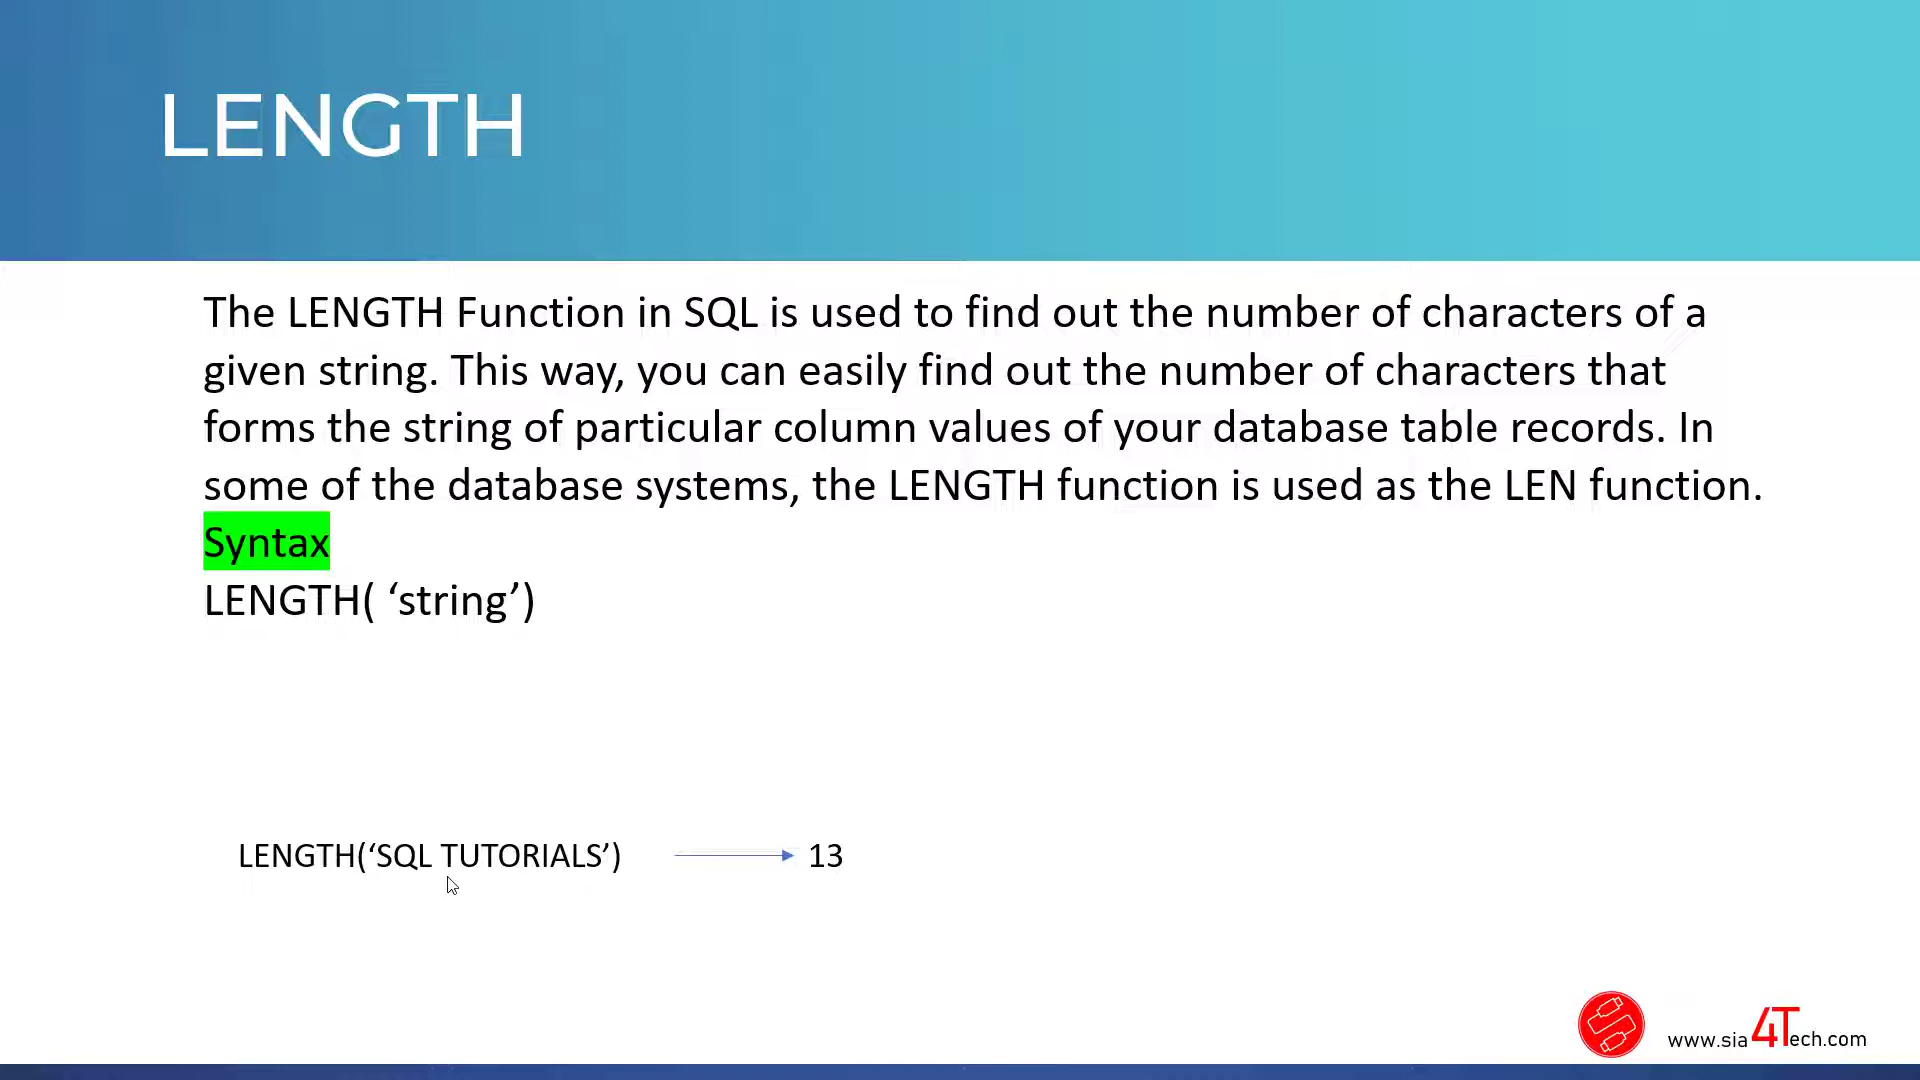 LENGTH
The LENGTH Function in SQL is used to find out the number of characters of a
given string. This way, you can easily find out the number of characters that
forms the string of particular column values of your database table records. In
some of the database systems, the LENGTH function is used as the LEN function.
Syntax
LENGTH( ‘string’)
LENGTH(‘SQL TUTORIALS’) 13
www.sia4Tech.com